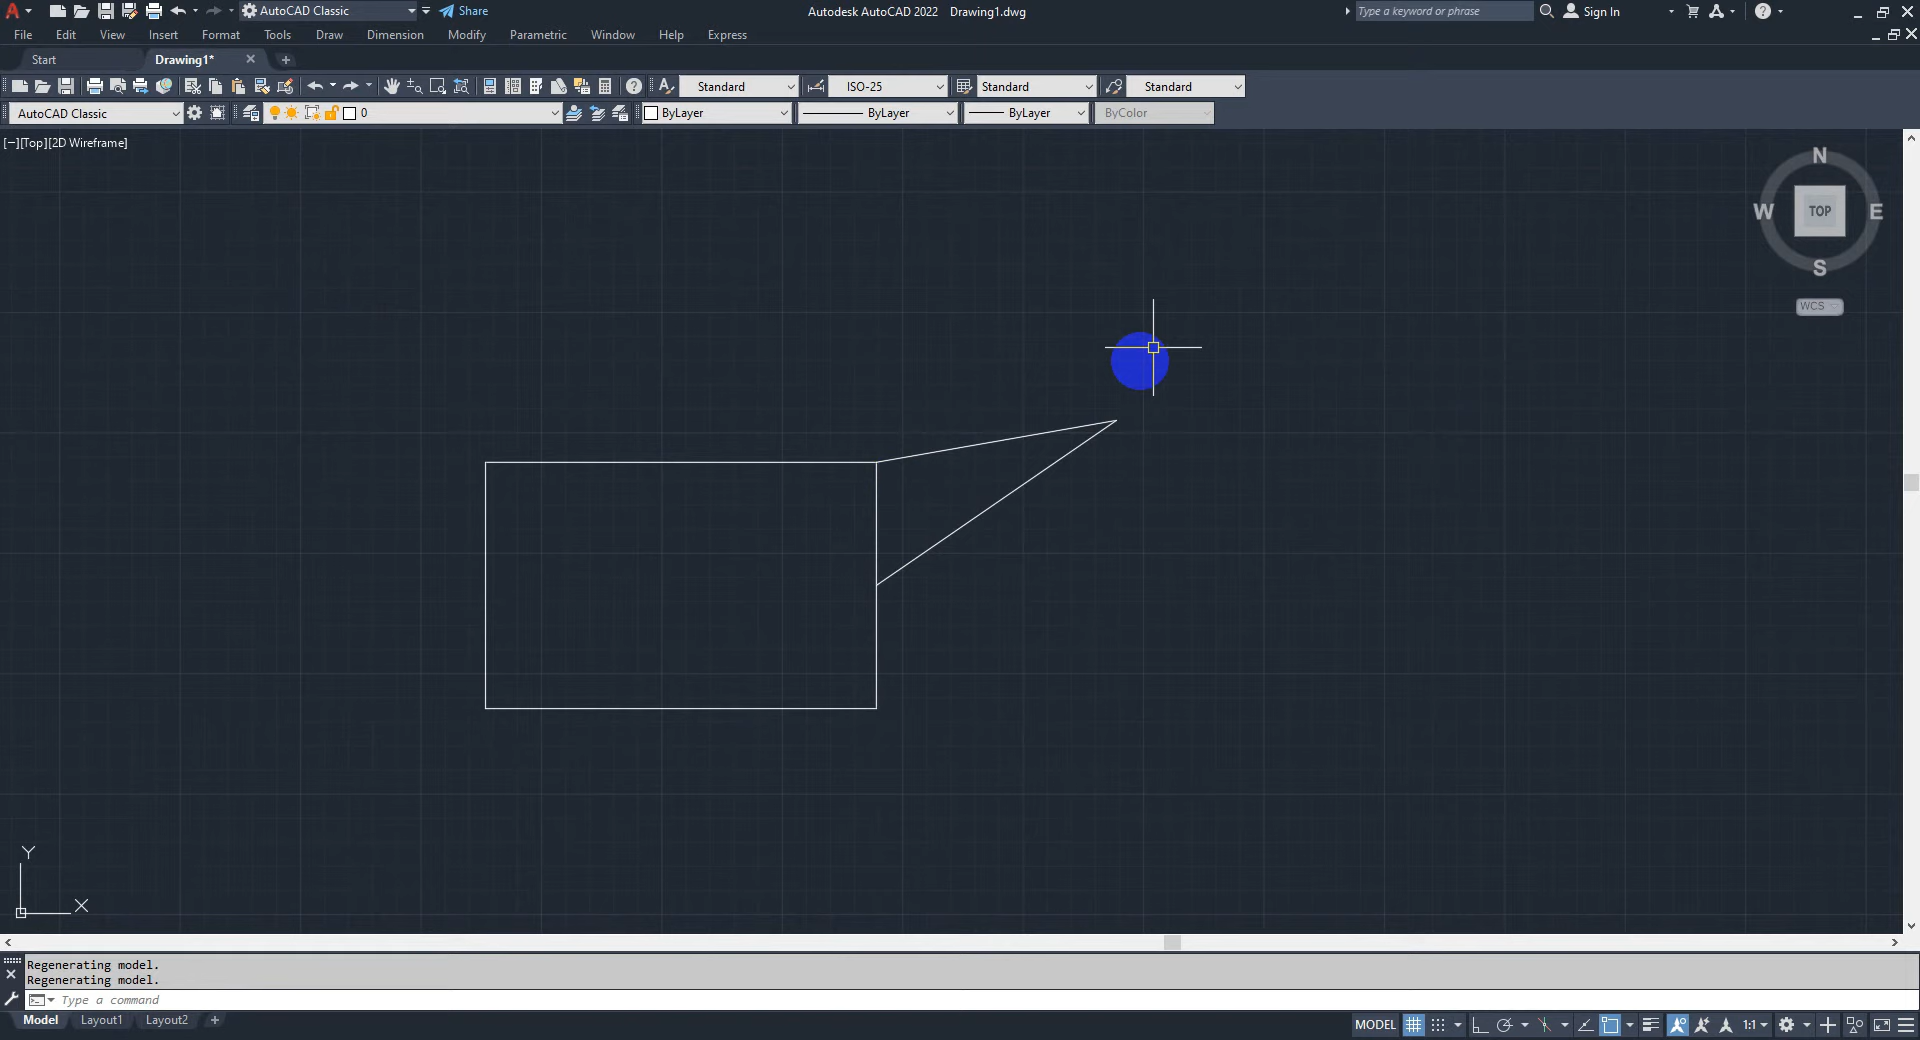 AutoCAD Classic Share Autodesk AutoCAD 2022 Drawing1.dwg Type a keyword or phrase Sign In
File Edit View Insert Format Tools Draw Dimension Modify Parametric Window Help Express
Start Drawing1*
Standard ISO-25 Standard Standard
AutoCAD Classic 0 ByLayer ByLayer ByLayer ByColor
[−][Top][2D Wireframe]
N
W TOP E
S
WCS
Y
X
Regenerating model.
Regenerating model.
Type a command
Model Layout1 Layout2 +
MODEL 1:1